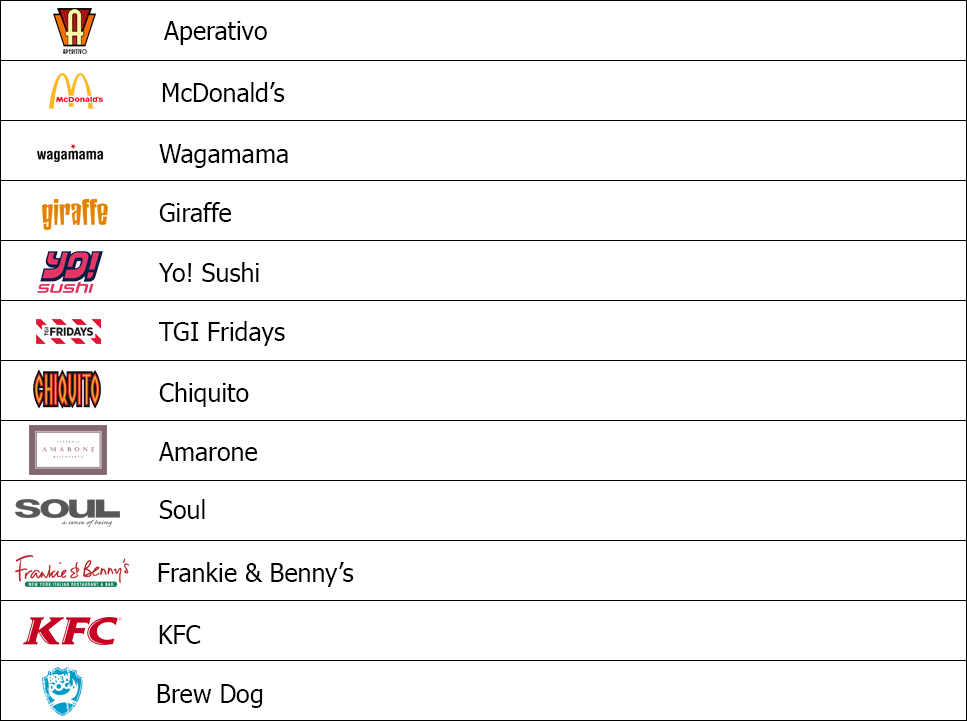 A
APERITIVO
Aperativo
McDonald's
McDonald’s
wagamama
Wagamama
giraffe
Giraffe
YO!
sushi
Yo! Sushi
TGI FRIDAYS
TGI Fridays
CHIQUITO
Chiquito
AMARONE
RISTORANTE
Amarone
SOUL
a sense of being
Soul
Frankie & Benny's
NEW YORK ITALIAN RESTAURANT & BAR
Frankie & Benny’s
KFC
KFC
BREW
DOG
Brew Dog